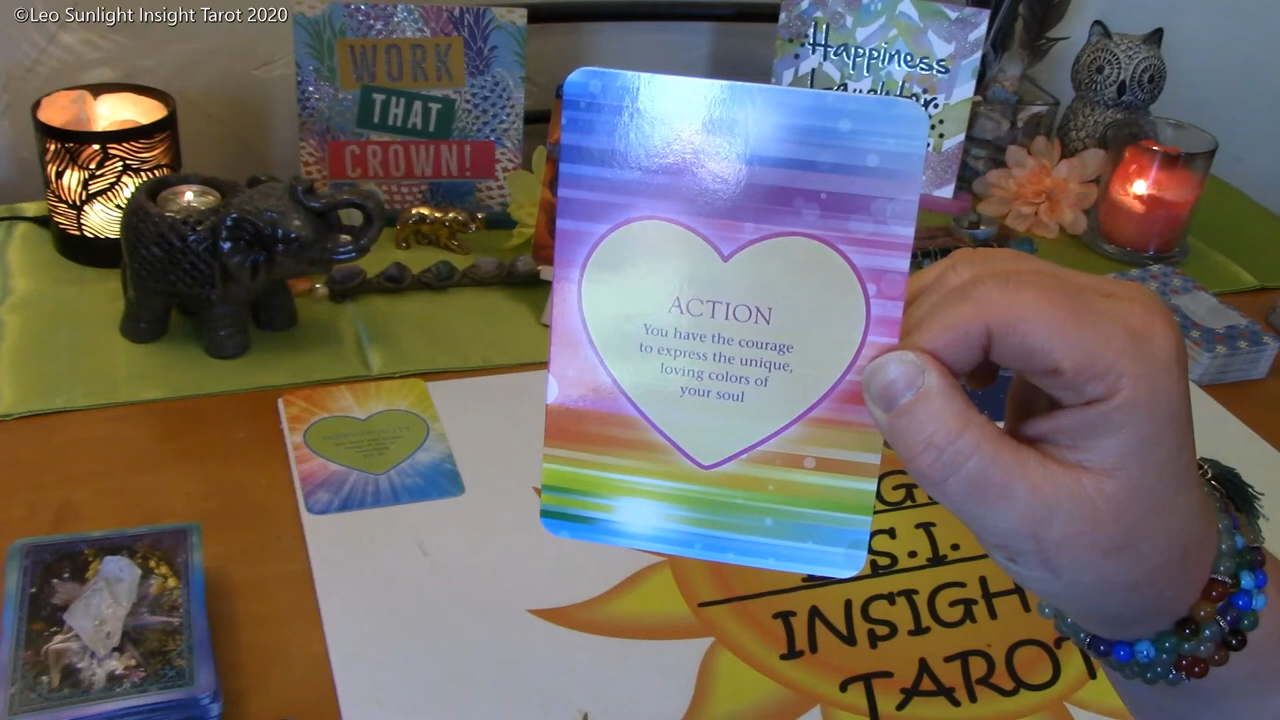 ©Leo Sunlight Insight Tarot 2020
WORK
THAT
CROWN!
Happiness
Laughter
ACTION
You have the courage
to express the unique,
loving colors of
your soul
S.I.
INSIGH
TAROT